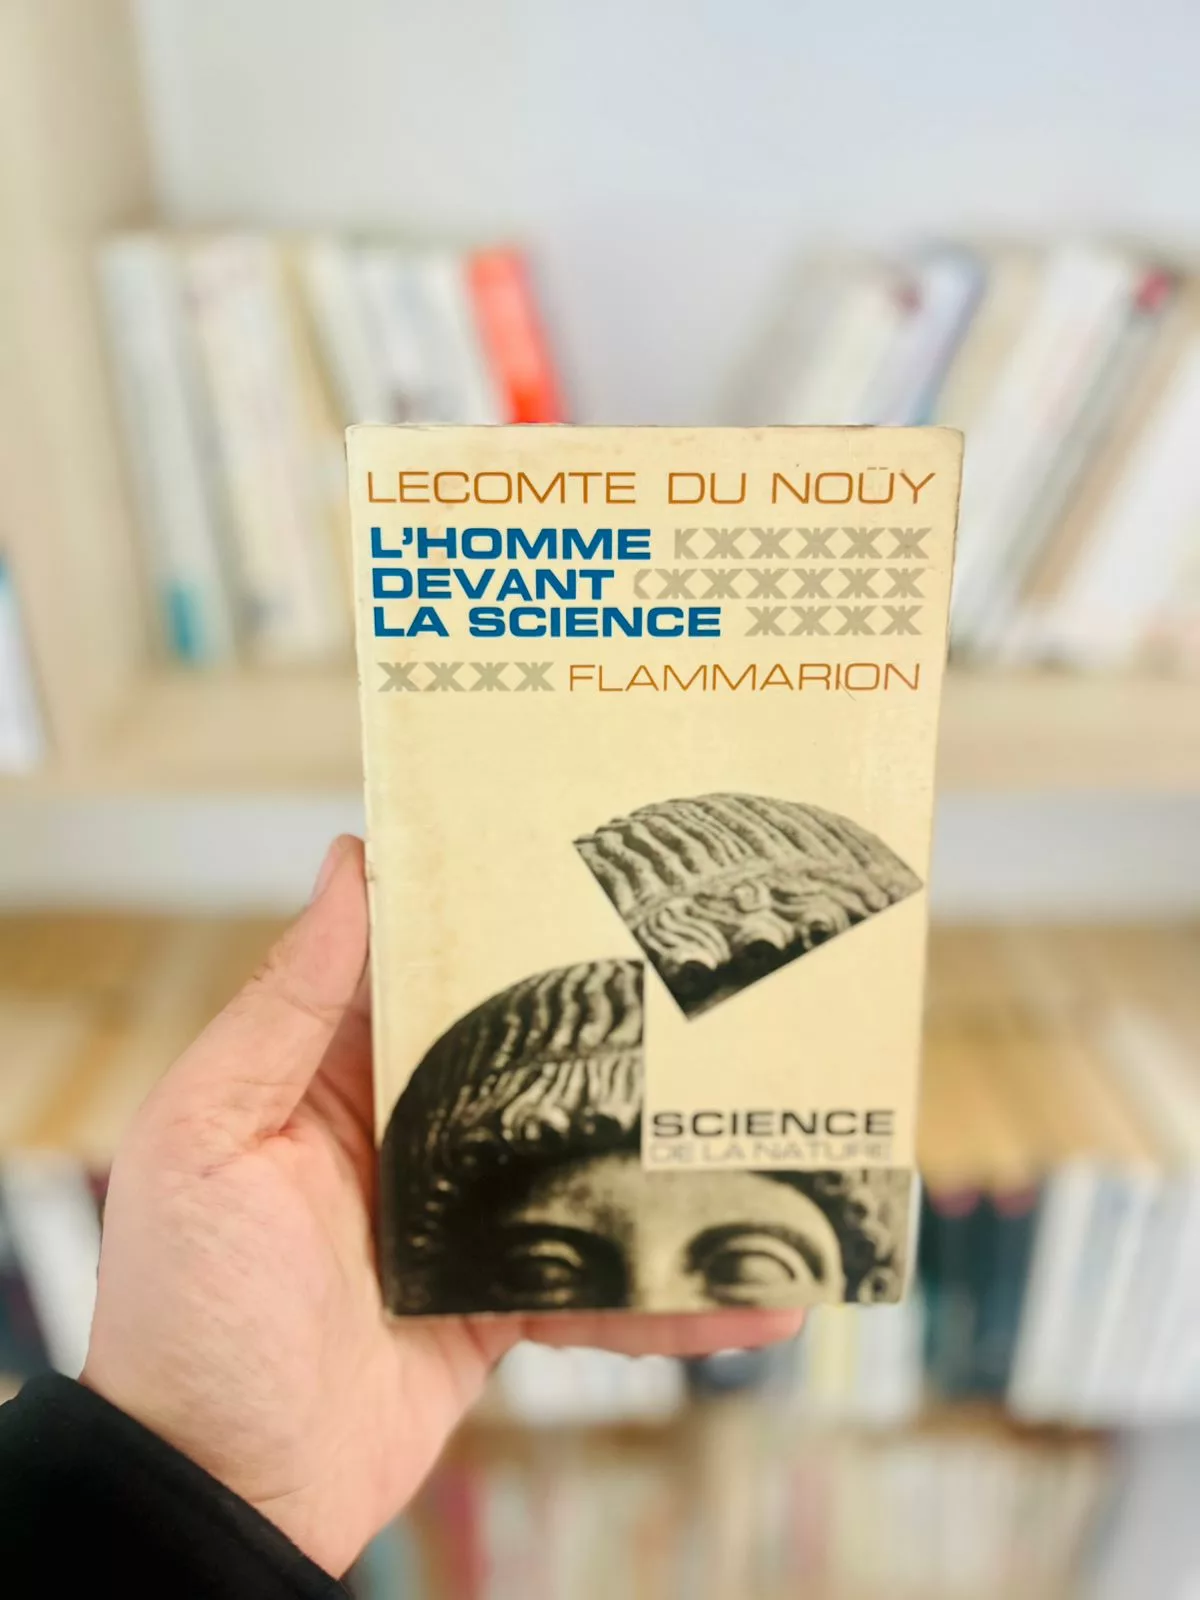 LECOMTE DU NOÜY
L'HOMME
DEVANT
LA SCIENCE
FLAMMARION
SCIENCE
DE LA NATURE